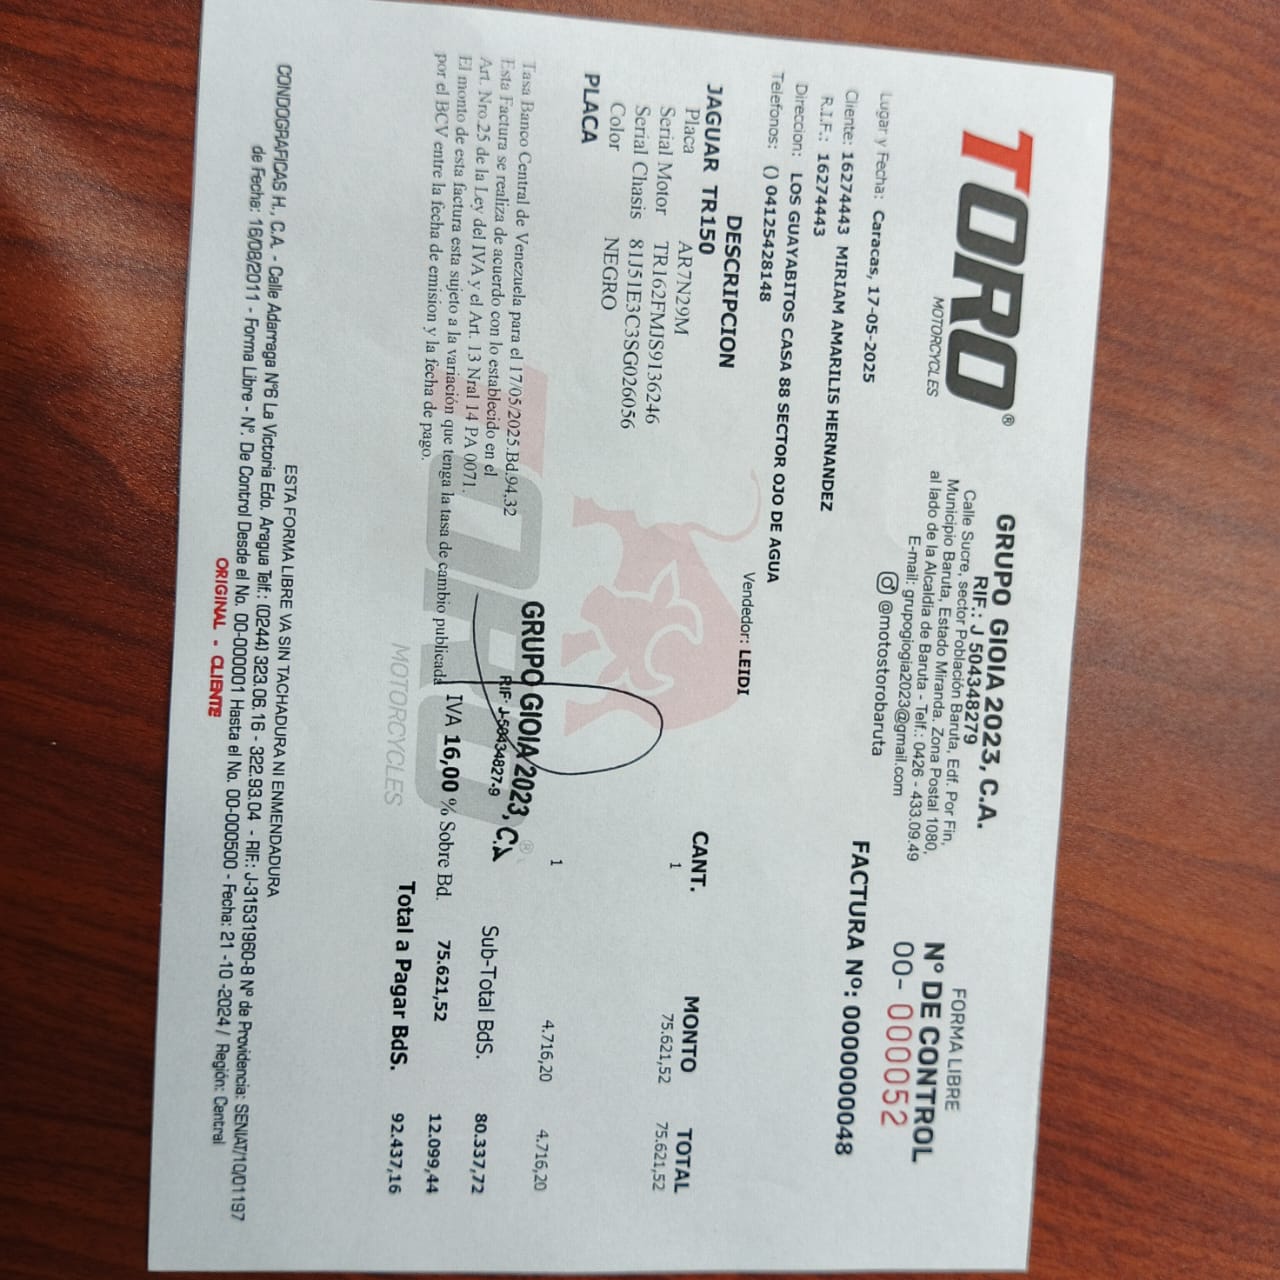 TORO®
MOTORCYCLES
GRUPO GIOIA 2023, C.A.
RIF.: J 504348279
Calle Sucre, sector Población Baruta, Edf. Por Fin,
Municipio Baruta, Estado Miranda. Zona Postal 1080,
al lado de la Alcaldia de Baruta - Telf.: 0426 - 433.09.49
E-mail: grupogiogia2023@gmail.com
@motostorobaruta
FORMA LIBRE
N° DE CONTROL
00- 000052
FACTURA Nº: 0000000048
Lugar y Fecha: Caracas, 17-05-2025
Cliente: 16274443 MIRIAM AMARILIS HERNANDEZ
R.I.F.: 16274443
Direccion: LOS GUAYABITOS CASA 88 SECTOR OJO DE AGUA
Telefonos: () 04125428148
Vendedor: LEIDI
DESCRIPCION CANT. MONTO TOTAL
JAGUAR TR150 1 75.621,52 75.621,52
Placa AR7N29M
Serial Motor TR162FMJS9136246
Serial Chasis 81J51E3C3SG026056
Color NEGRO
PLACA 1 4.716,20 4.716,20
Tasa Banco Central de Venezuela para el 17/05/2025.Bd.94,32
Esta Factura se realiza de acuerdo con lo establecido en el
Art. Nro.25 de la Ley del IVA y el Art. 13 Nral 14 PA 0071.
El monto de esta factura esta sujeto a la variación que tenga la tasa de cambio publicada
por el BCV entre la fecha de emision y la fecha de pago.
GRUPO GIOIA 2023, C.A
RIF: J-50434827-9
Sub-Total BdS. 80.337,72
IVA 16,00 % Sobre Bd. 75.621,52 12.099,44
Total a Pagar BdS. 92.437,16
MOTORCYCLES
ESTA FORMA LIBRE VA SIN TACHADURA NI ENMENDADURA
CONDOGRAFICAS H., C.A. - Calle Adarraga Nº6 La Victoria Edo. Aragua Telf.: (0244) 323.06.16 - 322.93.04 - RIF.: J-31531960-8 Nº de Providencia: SENIAT/10/01197
de Fecha: 16/08/2011 - Forma Libre - N°. De Control Desde el No. 00-000001 Hasta el No. 00-000500 - Fecha: 21 -10 -2024 / Región: Central
ORIGINAL - CLIENTE